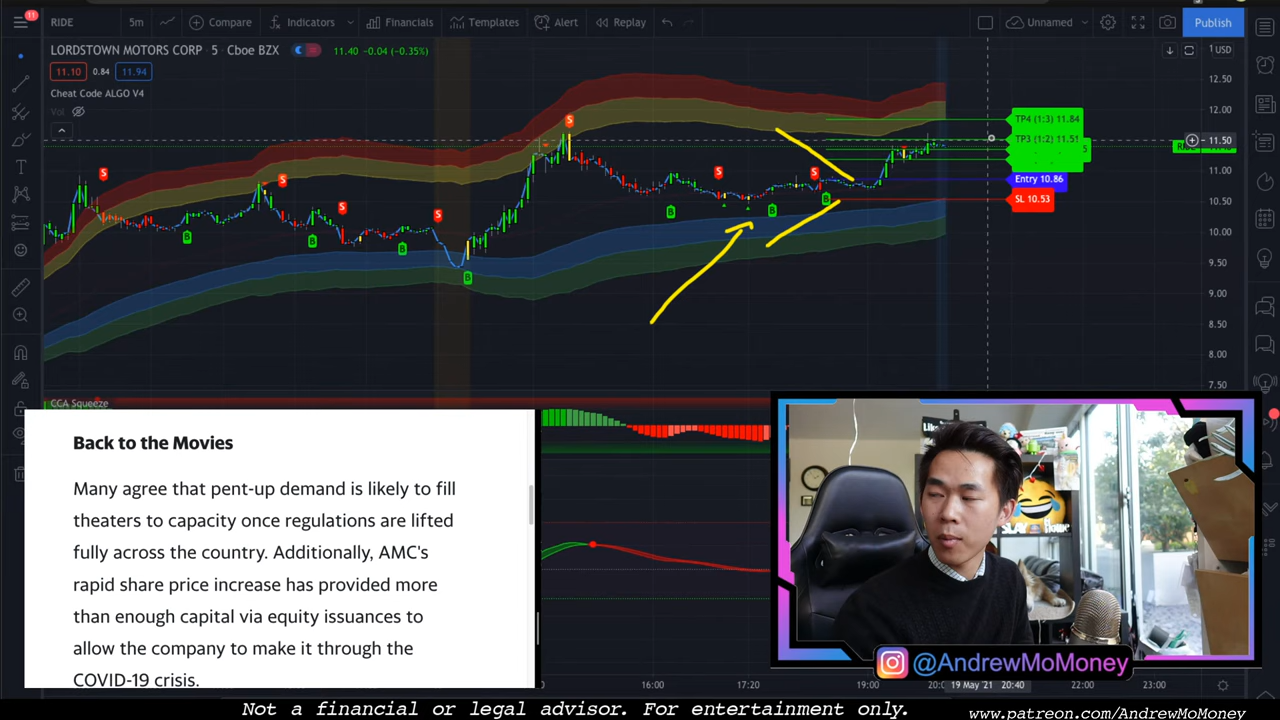 11
RIDE
5m
Compare
Indicators
Financials
Templates
Alert
Replay
Unnamed
Publish
LORDSTOWN MOTORS CORP 5 Cboe BZX
11.40 -0.04 (-0.35%)
1 USD
11.10 0.84 11.94
Cheat Code ALGO V4
Vol
12.50
12.00
11.50
11.00
10.50
10.00
9.50
9.00
8.50
8.00
7.50
TP4 (1:3) 11.84
TP3 (1:2) 11.51
Entry 10.86
SL 10.53
S
S
S
S
S
S
S
B
B
B
B
B
B
B
CCA Squeeze
Back to the Movies
Many agree that pent-up demand is likely to fill
theaters to capacity once regulations are lifted
fully across the country. Additionally, AMC's
rapid share price increase has provided more
than enough capital via equity issuances to
allow the company to make it through the
COVID-19 crisis.
@AndrewMoMoney
16:00
17:20
19:00
20:0
19 May '21 20:40
22:00
23:00
Not a financial or legal advisor. For entertainment only.
www.patreon.com/AndrewMoMoney